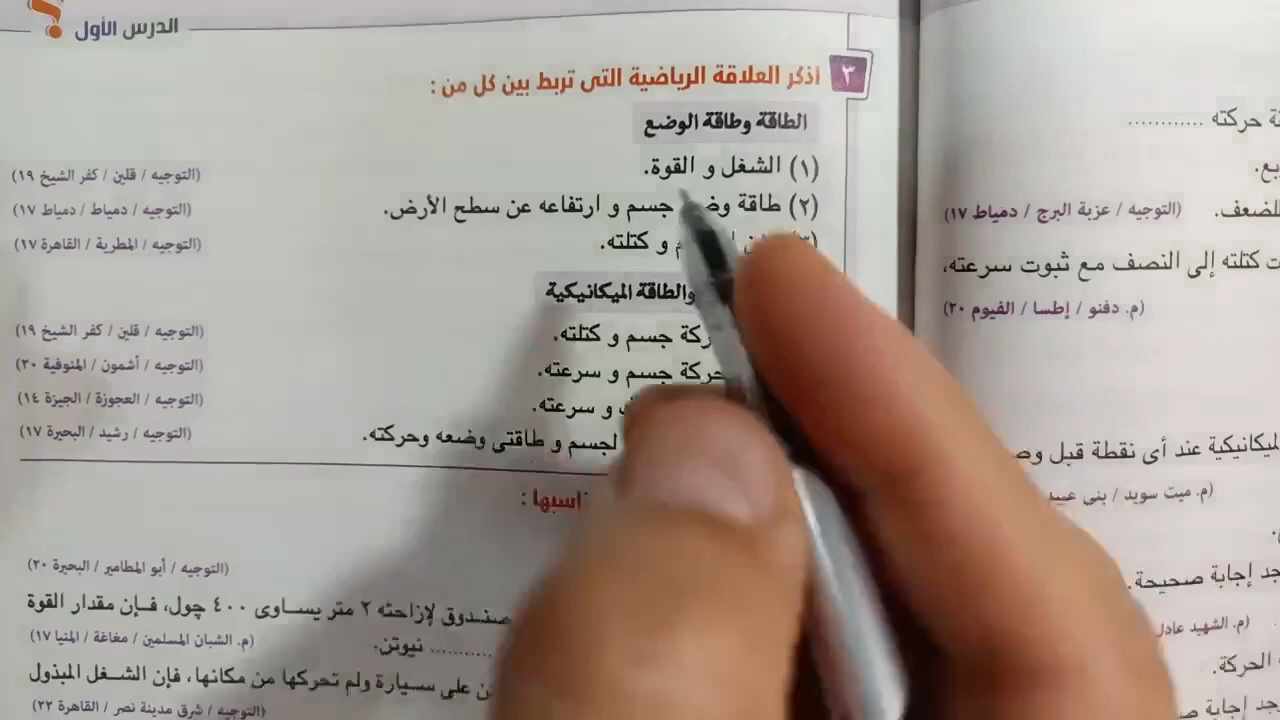 الدرس الأول
٣ اذكر العلاقة الرياضية التى تربط بين كل من :
الطاقة وطاقة الوضع
(١) الشغل و القوة. (التوجيه / قلين / كفر الشيخ ١٩)
(٢) طاقة وضع جسم و ارتفاعه عن سطح الأرض. (التوجيه / دمياط / دمياط ١٧)
و كتلته. (التوجيه / المطرية / القاهرة ١٧)
والطاقة الميكانيكية
جسم و كتلته. (التوجيه / قلين / كفر الشيخ ١٩)
حركة جسم و سرعته. (التوجيه / أشمون / المنوفية ٢٠)
و سرعته. (التوجيه / العجوزة / الجيزة ١٤)
لجسم و طاقتى وضعه وحركته. (التوجيه / رشيد / البحيرة ١٧)
(التوجيه / أبو المطامير / البحيرة ٢٠)
صندوق لإزاحته ٢ متر يساوى ٤٠٠ چول، فإن مقدار القوة
............ نيوتن. (م. الشبان المسلمين / مغاغة / المنيا ١٧)
على سيارة ولم تحركها من مكانها، فإن الشغل المبذول
(التوجيه / شرق مدينة نصر / القاهرة ٢٢)
حركته ............
للضعف. (التوجيه / عزبة البرج / دمياط ١٧)
كتلته إلى النصف مع ثبوت سرعته،
(م. دفنو / إطسا / الفيوم ٢٠)
عند أى نقطة قبل
(م. ميت سويد / بنى عبيد
إجابة صحيحة.
(م. الشهيد عادل
الحركة.
إجابة